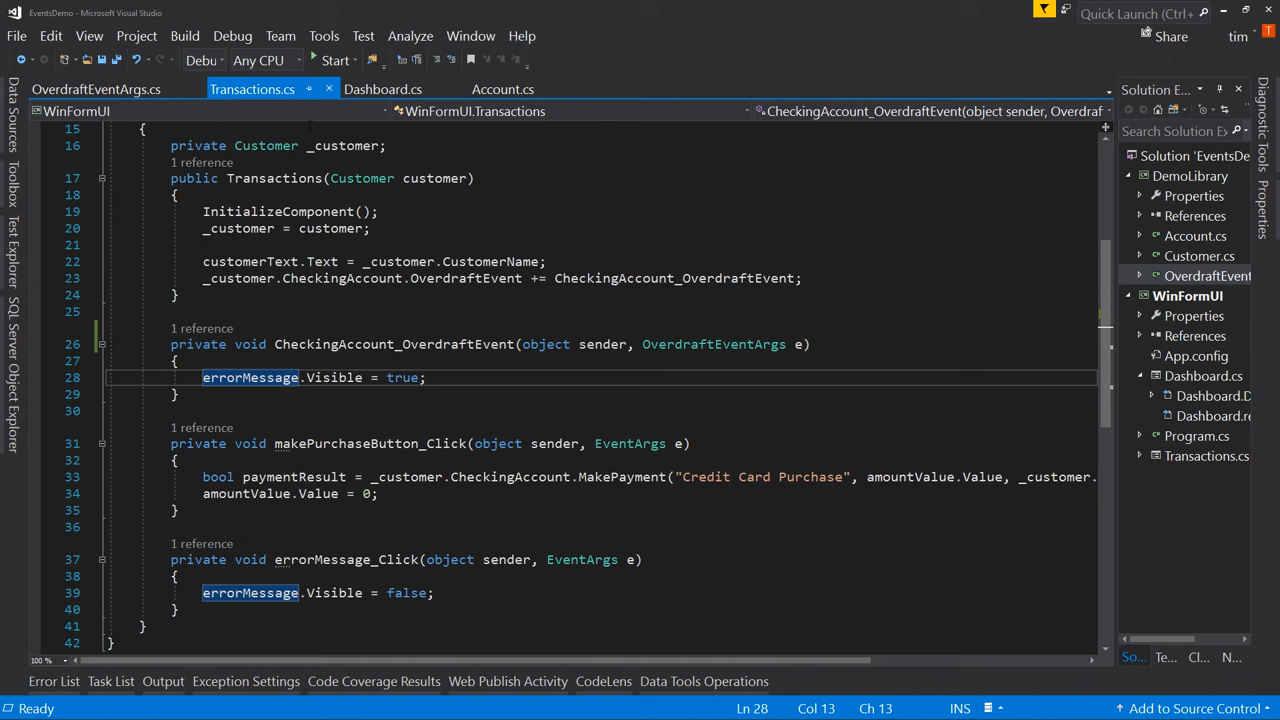 EventsDemo - Microsoft Visual Studio
Quick Launch (Ctrl+
File Edit View Project Build Debug Team Tools Test Analyze Window Help
Share
tim
T
Debu Any CPU Start
Data Sources
Toolbox
Test Explorer
SQL Server Object Explorer
OverdraftEventArgs.cs Transactions.cs Dashboard.cs Account.cs
WinFormUI WinFormUI.Transactions CheckingAccount_OverdraftEvent(object sender, Overdraf
15 {
16 private Customer _customer;
1 reference
17 public Transactions(Customer customer)
18 {
19 InitializeComponent();
20 _customer = customer;
21
22 customerText.Text = _customer.CustomerName;
23 _customer.CheckingAccount.OverdraftEvent += CheckingAccount_OverdraftEvent;
24 }
25
1 reference
26 private void CheckingAccount_OverdraftEvent(object sender, OverdraftEventArgs e)
27 {
28 errorMessage.Visible = true;
29 }
30
1 reference
31 private void makePurchaseButton_Click(object sender, EventArgs e)
32 {
33 bool paymentResult = _customer.CheckingAccount.MakePayment("Credit Card Purchase", amountValue.Value, _customer.
34 amountValue.Value = 0;
35 }
36
1 reference
37 private void errorMessage_Click(object sender, EventArgs e)
38 {
39 errorMessage.Visible = false;
40 }
41 }
42 }
100 %
Solution E...
Search Solution Ex
Solution 'EventsDe
DemoLibrary
Properties
References
Account.cs
Customer.cs
OverdraftEvent
WinFormUI
Properties
References
App.config
Dashboard.cs
Dashboard.D
Dashboard.re
Program.cs
Transactions.cs
So... Te... Cl... N...
Diagnostic Tools
Properties
Error List Task List Output Exception Settings Code Coverage Results Web Publish Activity CodeLens Data Tools Operations
Ready Ln 28 Col 13 Ch 13 INS Add to Source Control